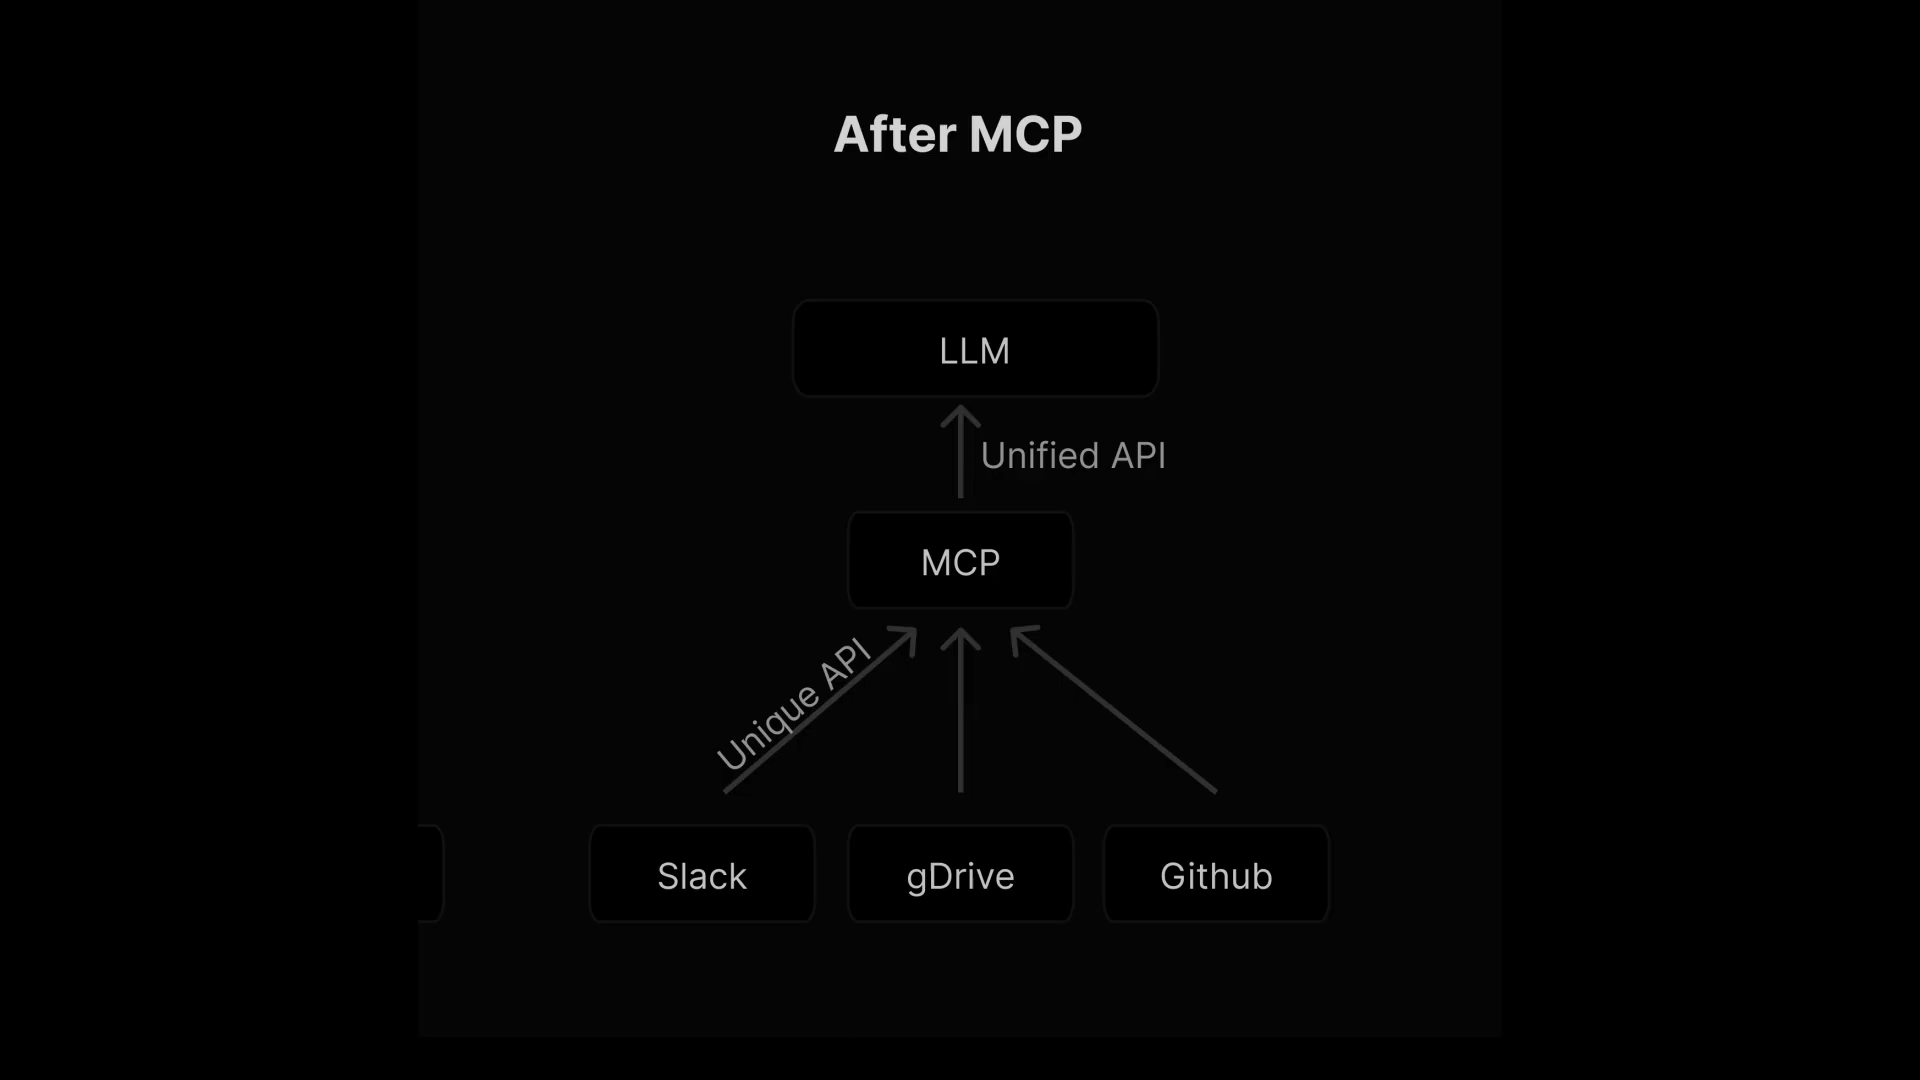 After MCP
LLM
Unified API
MCP
Unique API
Slack
gDrive
Github